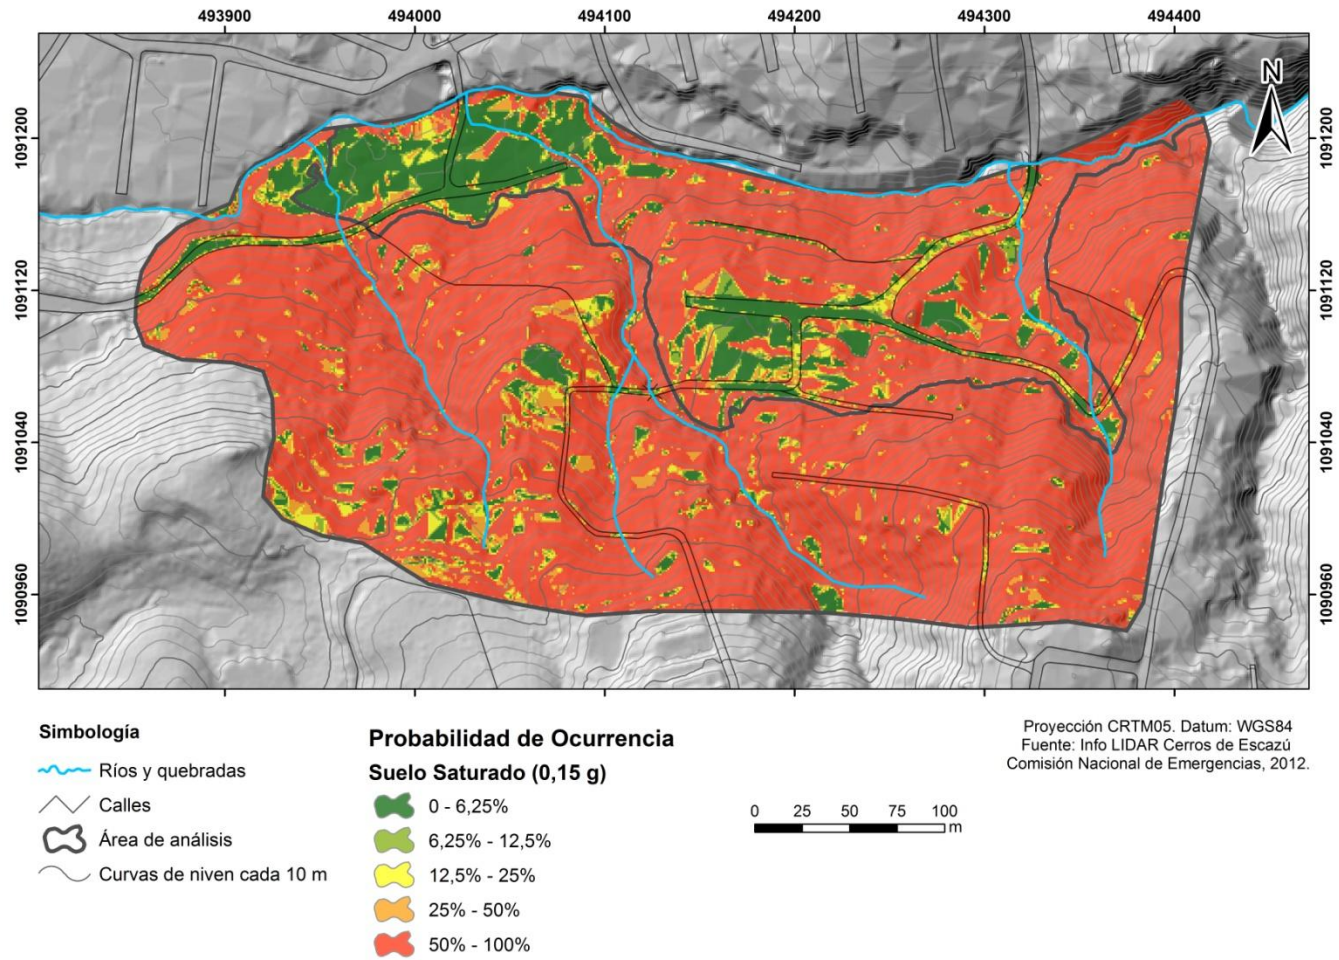 493900 494000 494100 494200 494300 494400
N
1091200 1091200
1091120 1091120
1091040 1091040
1090960 1090960
Simbología
Ríos y quebradas
Calles
Área de análisis
Curvas de niven cada 10 m
Probabilidad de Ocurrencia
Suelo Saturado (0,15 g)
0 - 6,25%
6,25% - 12,5%
12,5% - 25%
25% - 50%
50% - 100%
0 25 50 75 100
m
Proyección CRTM05. Datum: WGS84
Fuente: Info LIDAR Cerros de Escazú
Comisión Nacional de Emergencias, 2012.